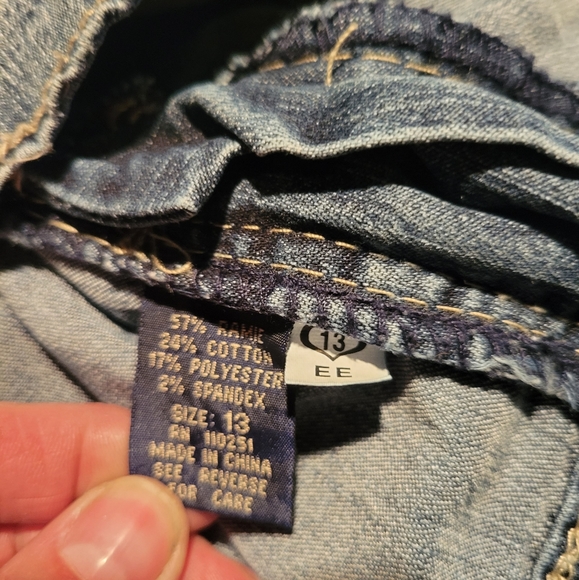 57% RAMIE
24% COTTON
17% POLYESTER
2% SPANDEX
SIZE: 13
RN 110251
MADE IN CHINA
SEE REVERSE
FOR CARE
13
EE